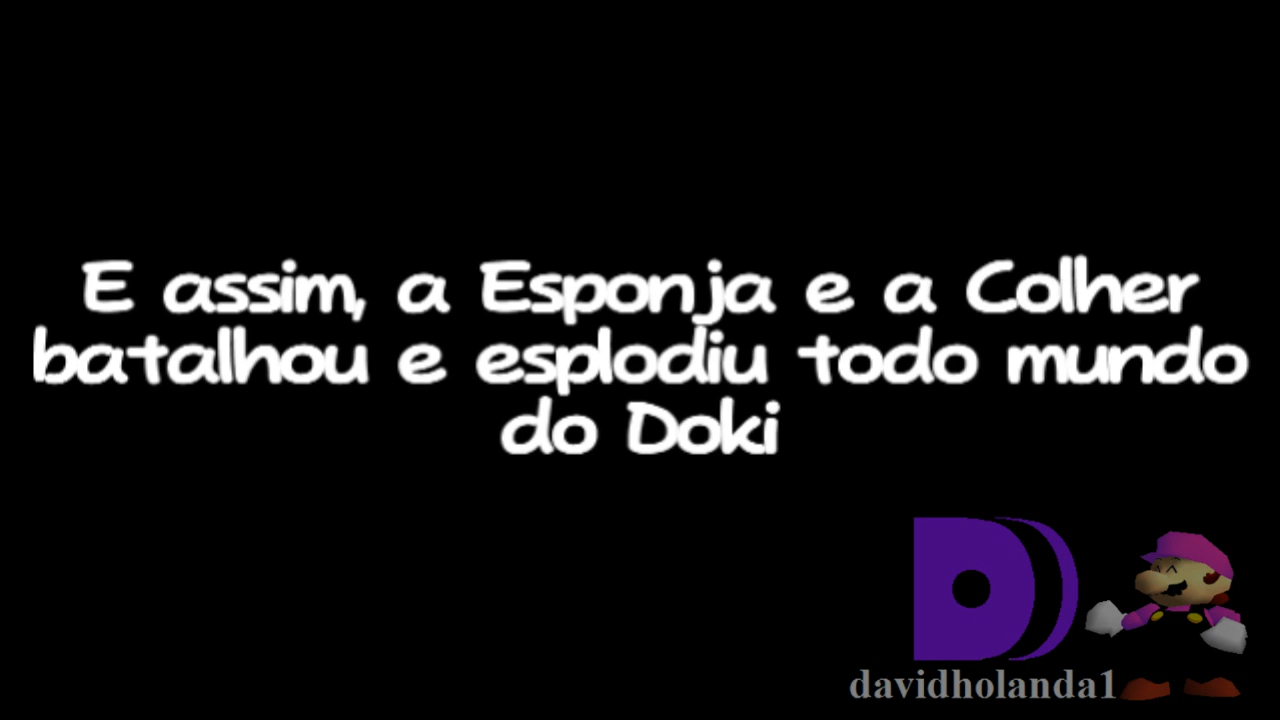 E assim, a Esponja e a Colher
batalhou e esplodiu todo mundo
do Doki
D
davidholanda1